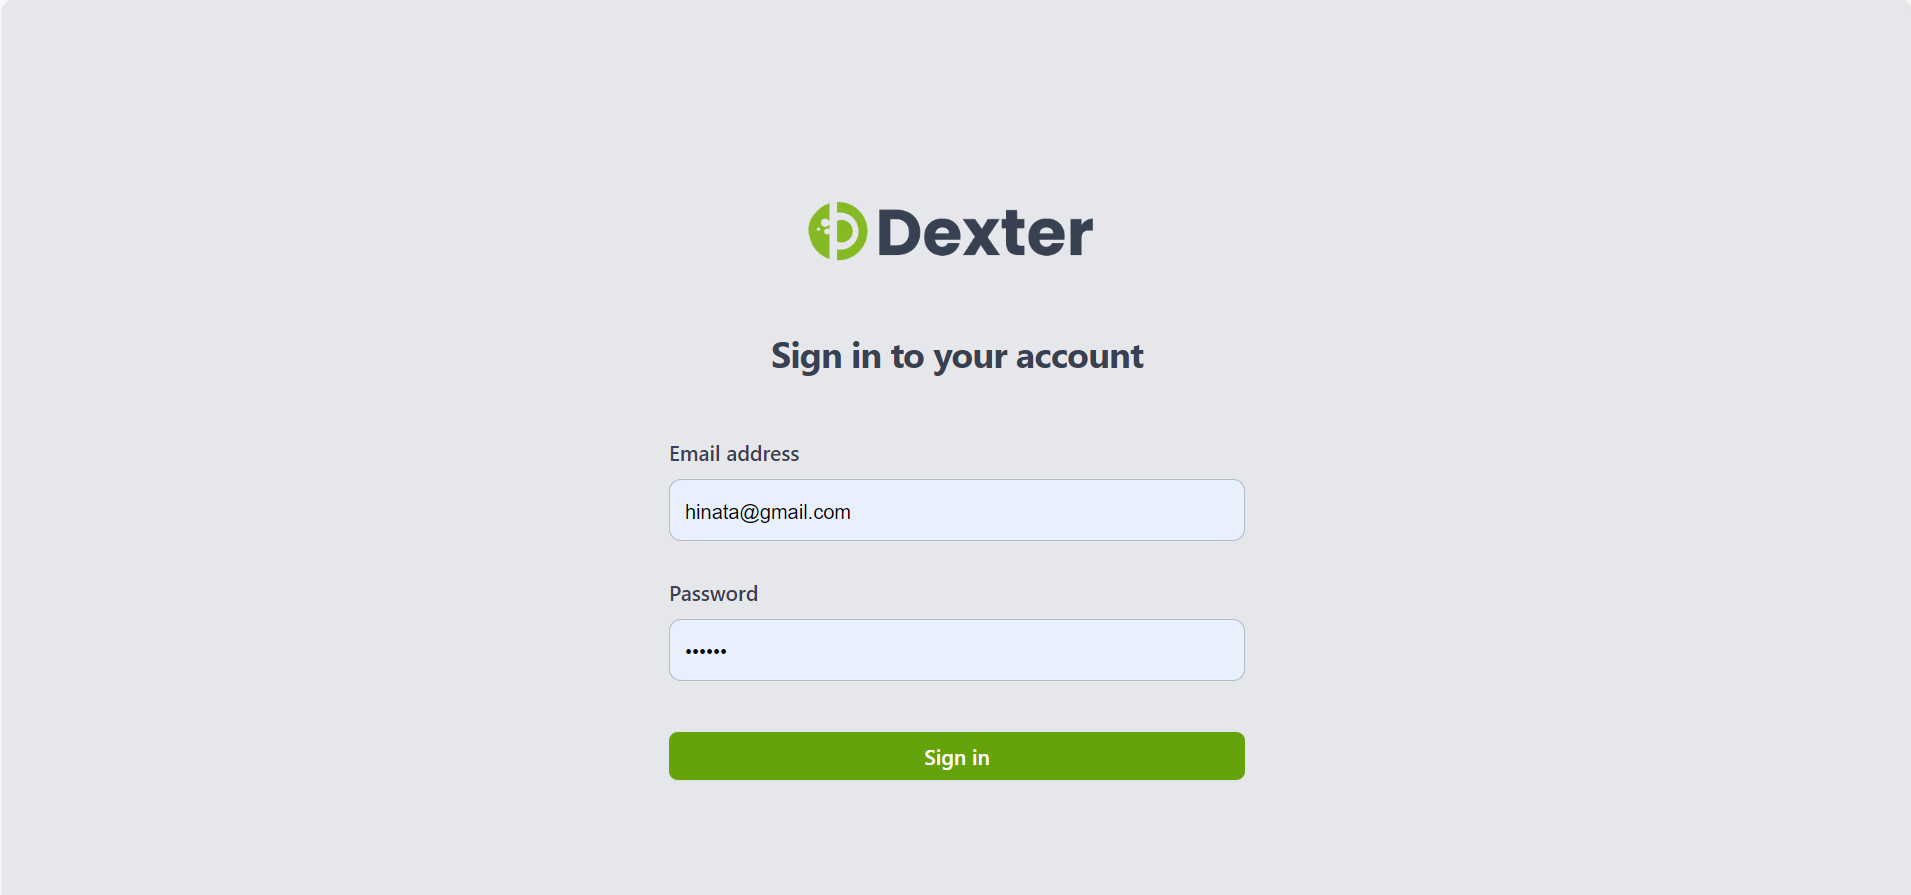 Dexter
Sign in to your account
Email address
hinata@gmail.com
Password
••••••
Sign in